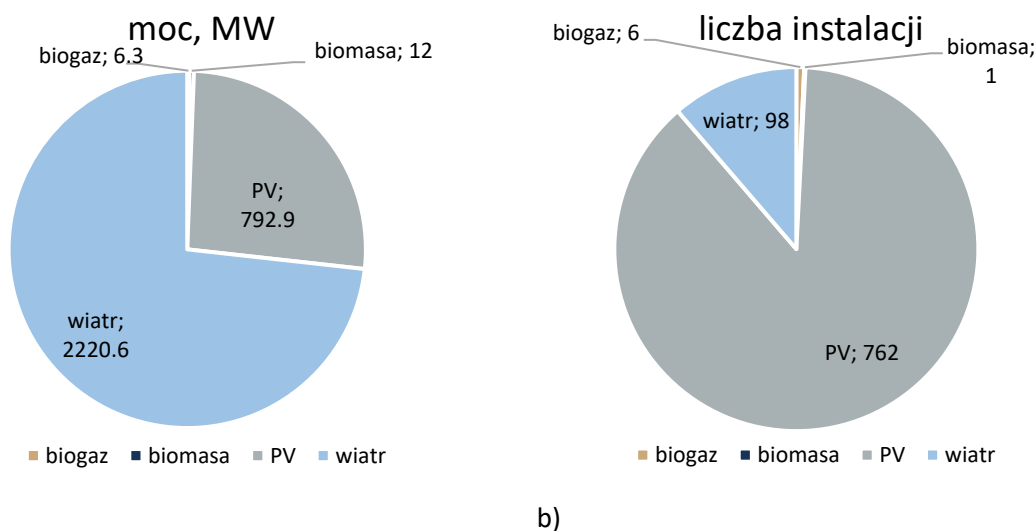 moc, MW
biogaz; 6.3
biomasa; 12
PV;
792.9
wiatr;
2220.6
biogaz
biomasa
PV
wiatr
liczba instalacji
biogaz; 6
biomasa;
1
wiatr; 98
PV; 762
biogaz
biomasa
PV
wiatr
b)